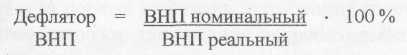 Дефлятор = ВНП номинальный · 100 %
ВНП ВНП реальный